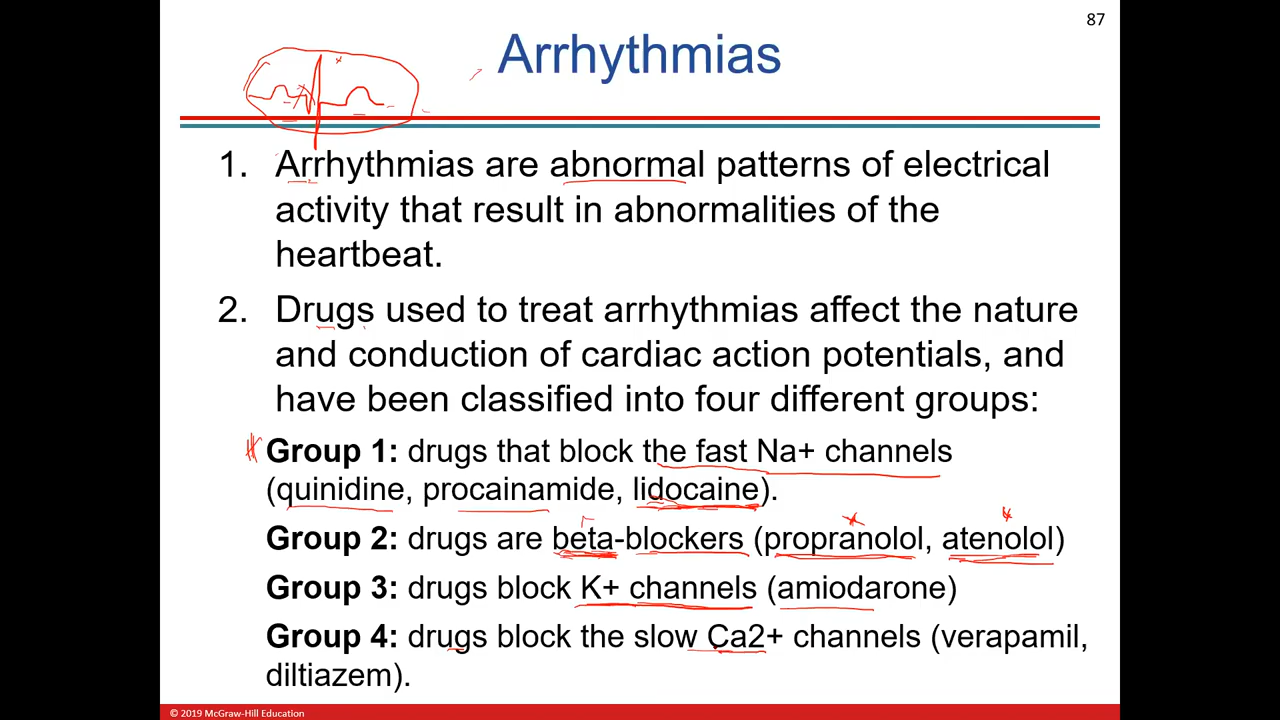 87
Arrhythmias
1. Arrhythmias are abnormal patterns of electrical
activity that result in abnormalities of the
heartbeat.
2. Drugs used to treat arrhythmias affect the nature
and conduction of cardiac action potentials, and
have been classified into four different groups:
Group 1: drugs that block the fast Na+ channels
(quinidine, procainamide, lidocaine).
Group 2: drugs are beta-blockers (propranolol, atenolol)
Group 3: drugs block K+ channels (amiodarone)
Group 4: drugs block the slow Ca2+ channels (verapamil,
diltiazem).
© 2019 McGraw-Hill Education